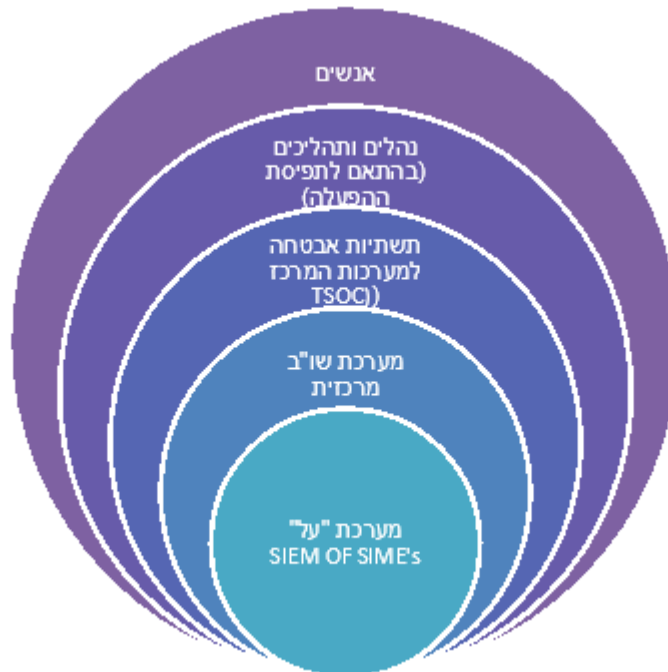 אנשים
נהלים ותהליכים
(בהתאם לתפיסת
ההפעלה)
תשתיות אבטחה
למערכות המרכז
TSOC))
מערכת שו"ב
מרכזית
מערכת "על"
SIEM OF SIME's